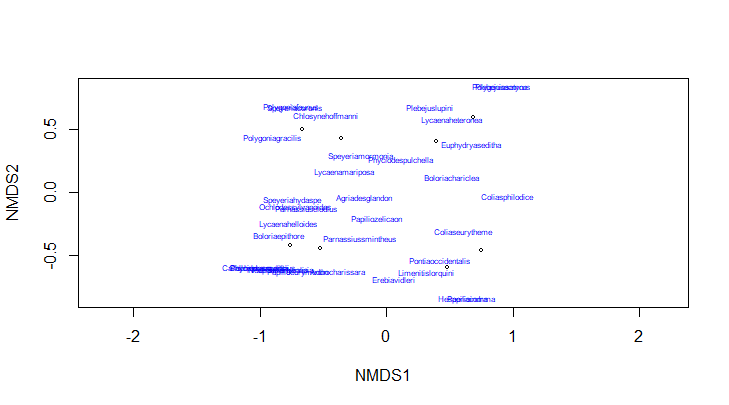 Polygoniafaunus
Chlosynehoffmanni
Plebejuslupini
Lycaenaheteronea
Polygoniagracilis
Euphydryaseditha
Speyeriamormonia
Phyciodespulchella
Lycaenamariposa
Boloriachariclea
Speyeriahydaspe
Agriadesglandon
Coliasphilodice
Papiliozelicaon
Lycaenahelloides
Coliaseurytheme
Boloriaepithore
Parnassiussmintheus
Pontiaoccidentalis
Anthocharissara
Limenitislorquini
Erebiavidleri
0.5
0.0
-0.5
NMDS2
-2
-1
0
1
2
NMDS1